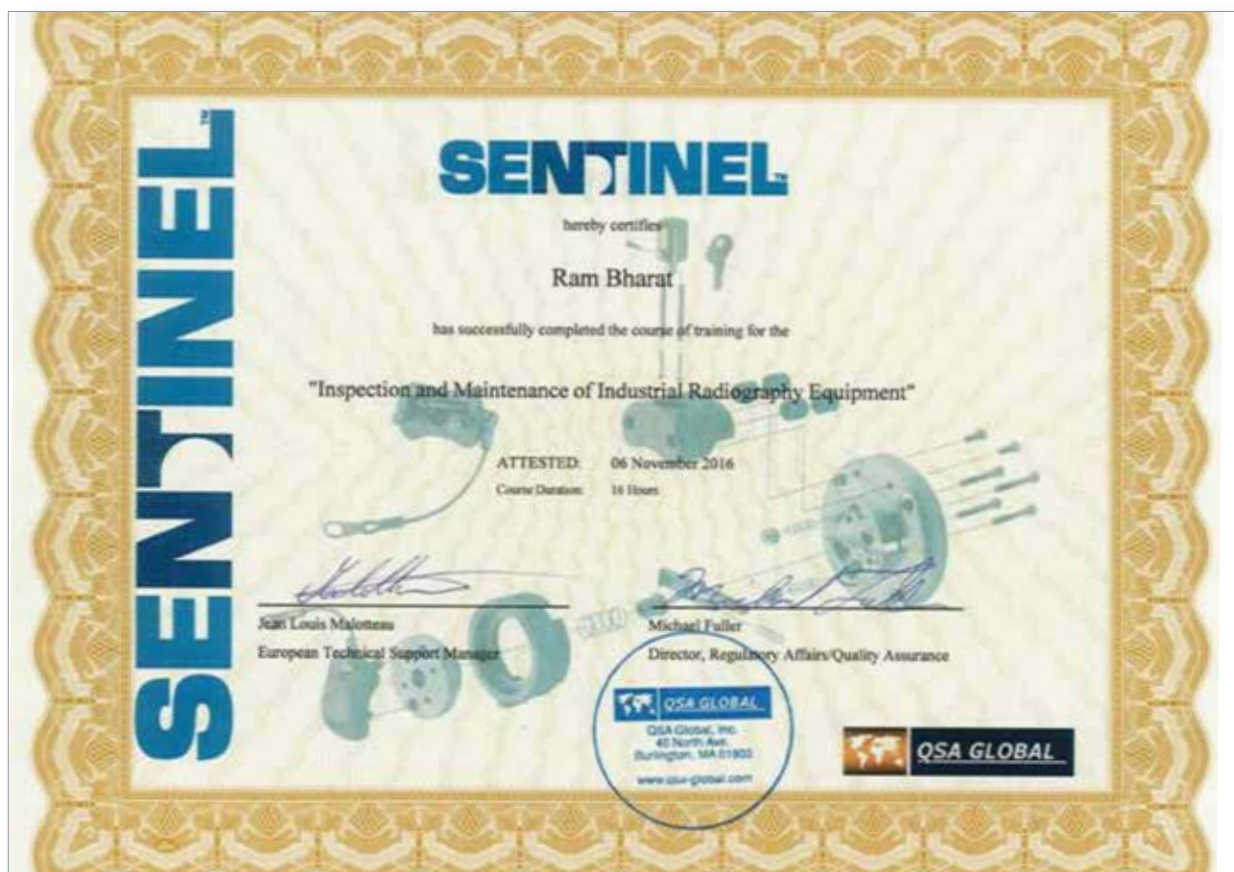 SENTINEL™
SENTINEL™
hereby certifies
Ram Bharat
has successfully completed the course of training for the
"Inspection and Maintenance of Industrial Radiography Equipment"
ATTESTED: 06 November 2016
Course Duration: 16 Hours
Jean Louis Malotteau
European Technical Support Manager
Michael Fuller
Director, Regulatory Affairs/Quality Assurance
QSA GLOBAL
QSA Global, Inc.
40 North Ave.
Burlington, MA 01803
www.qsa-global.com
QSA GLOBAL